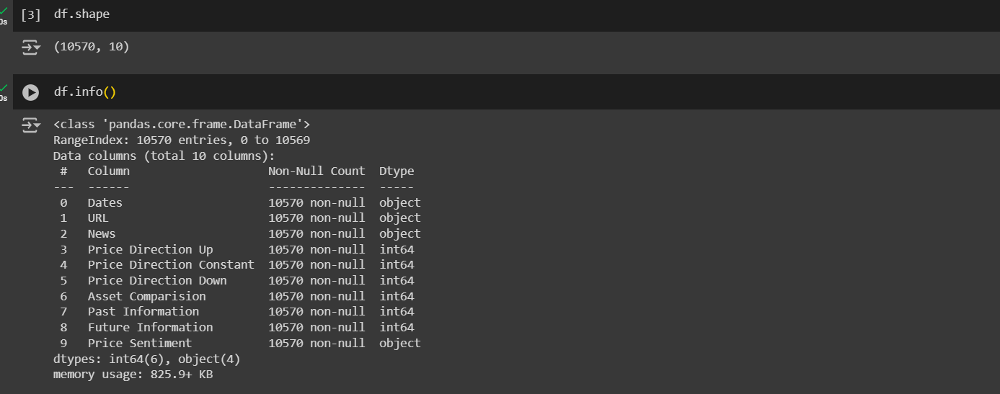 [3] df.shape
0s
(10570, 10)
df.info()
0s
<class 'pandas.core.frame.DataFrame'>
RangeIndex: 10570 entries, 0 to 10569
Data columns (total 10 columns):
 #   Column                    Non-Null Count  Dtype
---  ------                    --------------  -----
 0   Dates                     10570 non-null  object
 1   URL                       10570 non-null  object
 2   News                      10570 non-null  object
 3   Price Direction Up        10570 non-null  int64
 4   Price Direction Constant  10570 non-null  int64
 5   Price Direction Down      10570 non-null  int64
 6   Asset Comparision         10570 non-null  int64
 7   Past Information          10570 non-null  int64
 8   Future Information        10570 non-null  int64
 9   Price Sentiment           10570 non-null  object
dtypes: int64(6), object(4)
memory usage: 825.9+ KB